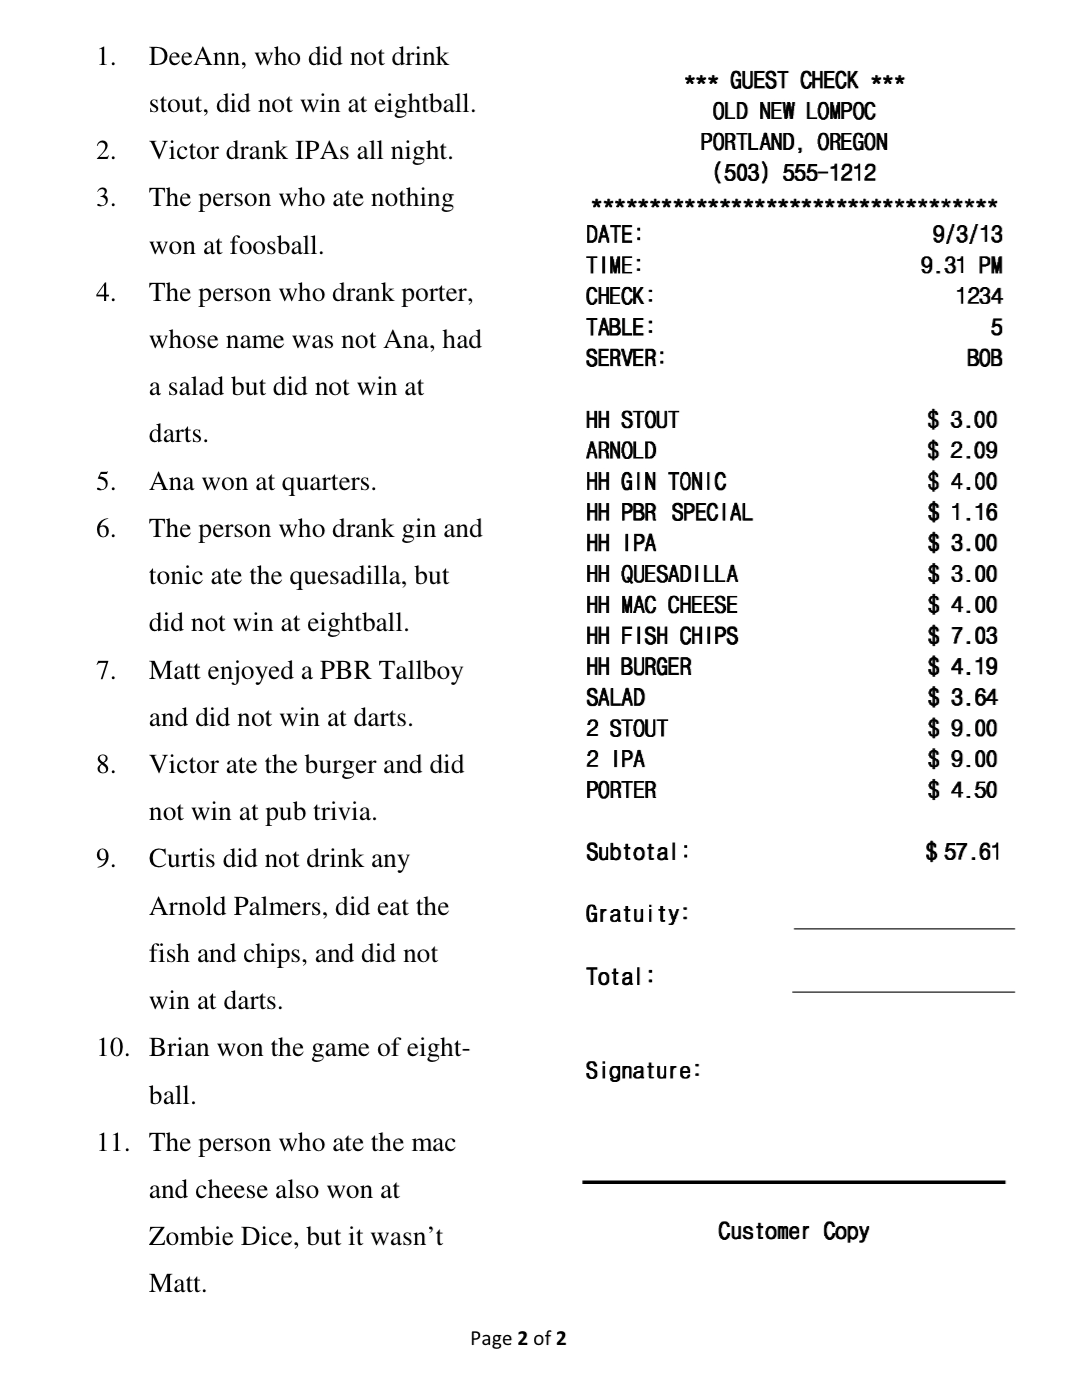 1. DeeAnn, who did not drink
stout, did not win at eightball.
2. Victor drank IPAs all night.
3. The person who ate nothing
won at foosball.
4. The person who drank porter,
whose name was not Ana, had
a salad but did not win at
darts.
5. Ana won at quarters.
6. The person who drank gin and
tonic ate the quesadilla, but
did not win at eightball.
7. Matt enjoyed a PBR Tallboy
and did not win at darts.
8. Victor ate the burger and did
not win at pub trivia.
9. Curtis did not drink any
Arnold Palmers, did eat the
fish and chips, and did not
win at darts.
10. Brian won the game of eight-
ball.
11. The person who ate the mac
and cheese also won at
Zombie Dice, but it wasn't
Matt.
*** GUEST CHECK ***
OLD NEW LOMPOC
PORTLAND, OREGON
(503) 555-1212
***********************************
DATE: 9/3/13
TIME: 9.31 PM
CHECK: 1234
TABLE: 5
SERVER: BOB
HH STOUT $ 3.00
ARNOLD $ 2.09
HH GIN TONIC $ 4.00
HH PBR SPECIAL $ 1.16
HH IPA $ 3.00
HH QUESADILLA $ 3.00
HH MAC CHEESE $ 4.00
HH FISH CHIPS $ 7.03
HH BURGER $ 4.19
SALAD $ 3.64
2 STOUT $ 9.00
2 IPA $ 9.00
PORTER $ 4.50
Subtotal: $ 57.61
Gratuity:
Total:
Signature:
Customer Copy
Page 2 of 2